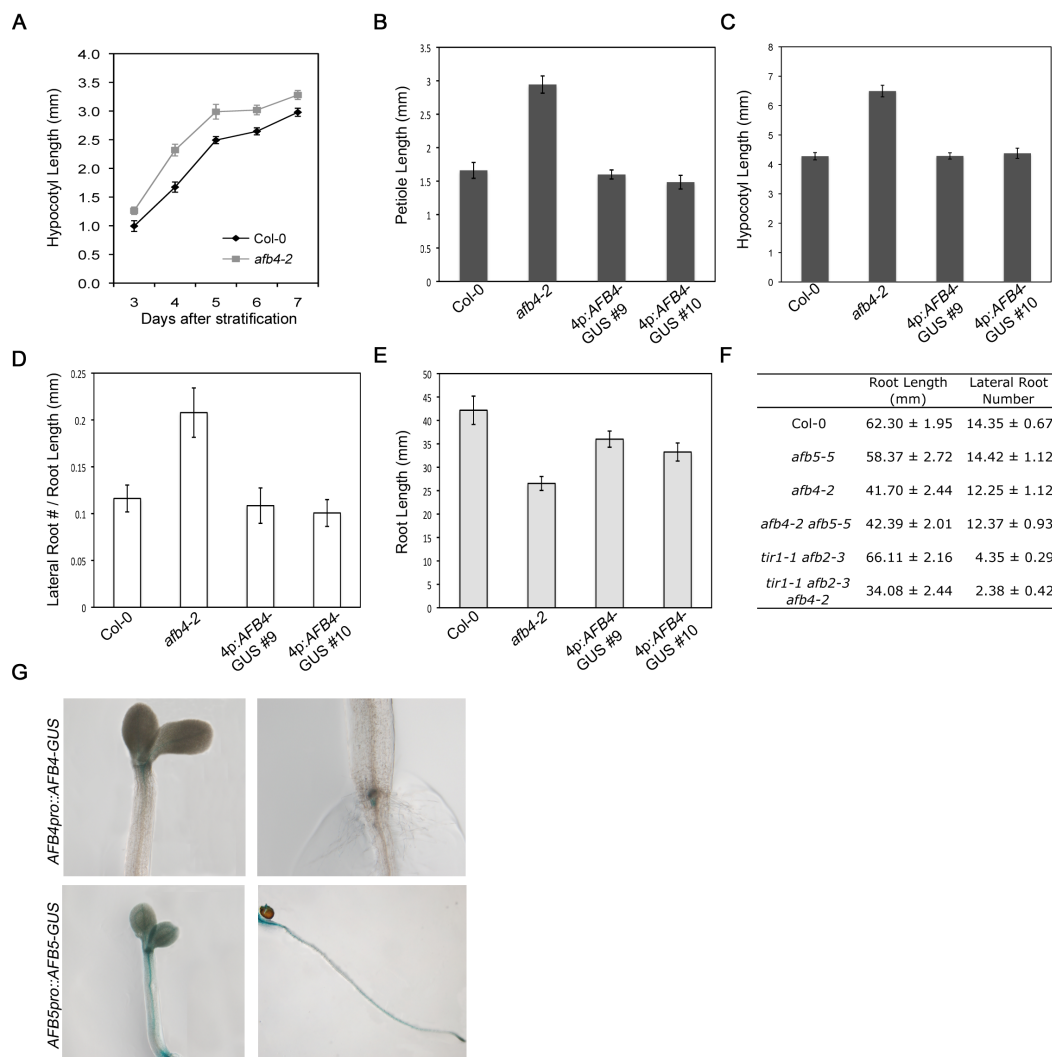 A
Hypocotyl Length (mm)
4.0
3.5
3.0
2.5
2.0
1.5
1.0
0.5
0.0
Col-0
afb4-2
3 4 5 6 7
Days after stratification
B
Petiole Length (mm)
3.5
3
2.5
2
1.5
1
0.5
0
Col-0
afb4-2
4p:AFB4-
GUS #9
4p:AFB4-
GUS #10
C
Hypocotyl Length (mm)
8
7
6
5
4
3
2
1
0
Col-0
afb4-2
4p:AFB4-
GUS #9
4p:AFB4-
GUS #10
D
Lateral Root # / Root Length (mm)
0.25
0.2
0.15
0.1
0.05
0
Col-0
afb4-2
4p:AFB4-
GUS #9
4p:AFB4-
GUS #10
E
Root Length (mm)
50
45
40
35
30
25
20
15
10
5
0
Col-0
afb4-2
4p:AFB4-
GUS #9
4p:AFB4-
GUS #10
F
Root Length Lateral Root
(mm) Number
Col-0 62.30 ± 1.95 14.35 ± 0.67
afb5-5 58.37 ± 2.72 14.42 ± 1.12
afb4-2 41.70 ± 2.44 12.25 ± 1.12
afb4-2 afb5-5 42.39 ± 2.01 12.37 ± 0.93
tir1-1 afb2-3 66.11 ± 2.16 4.35 ± 0.29
tir1-1 afb2-3
afb4-2 34.08 ± 2.44 2.38 ± 0.42
G
AFB4pro::AFB4-GUS
AFB5pro::AFB5-GUS